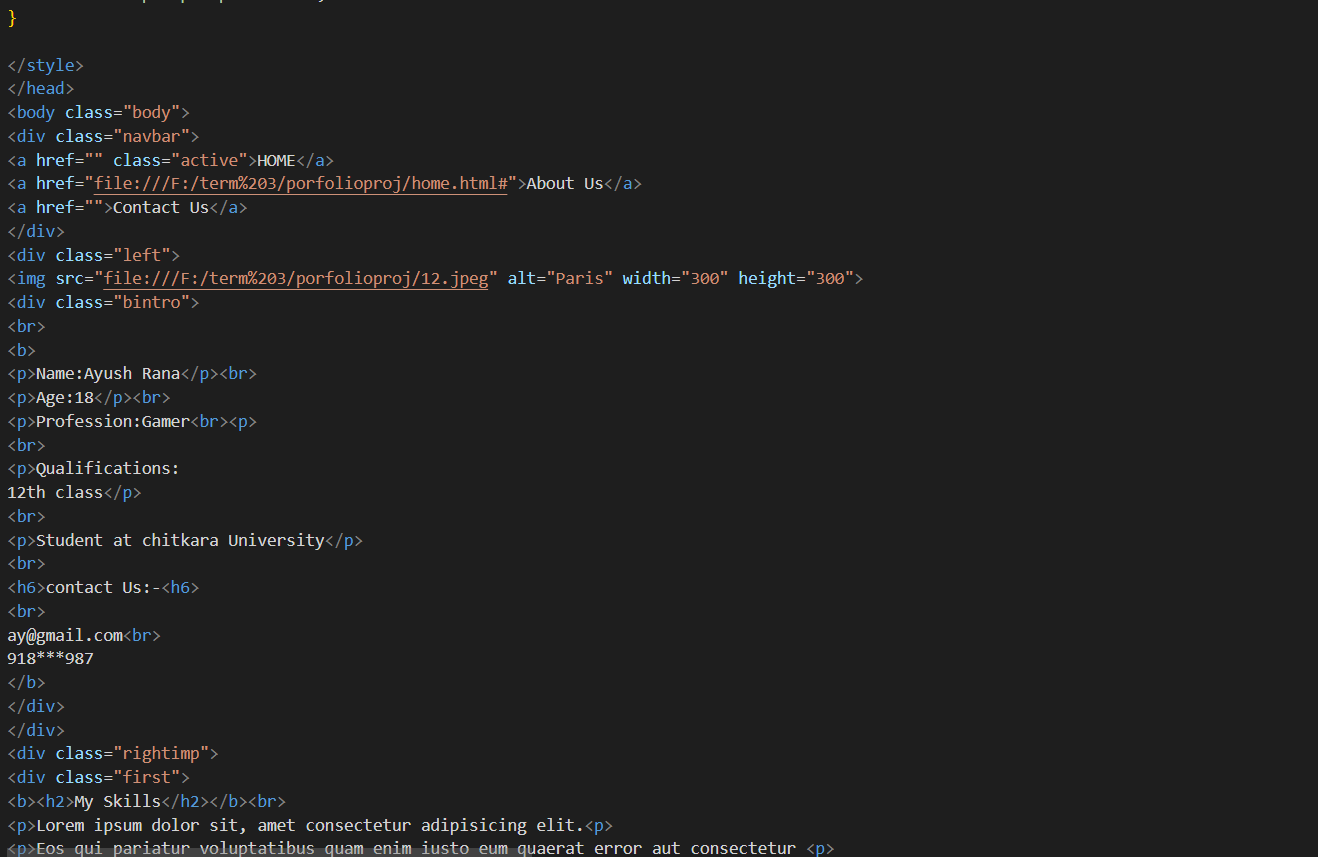 }
</style>
</head>
<body class="body">
<div class="navbar">
<a href="" class="active">HOME</a>
<a href="file:///F:/term%203/porfolioproj/home.html#">About Us</a>
<a href="">Contact Us</a>
</div>
<div class="left">
<img src="file:///F:/term%203/porfolioproj/12.jpeg" alt="Paris" width="300" height="300">
<div class="bintro">
<br>
<b>
<p>Name:Ayush Rana</p><br>
<p>Age:18</p><br>
<p>Profession:Gamer<br><p>
<br>
<p>Qualifications:
12th class</p>
<br>
<p>Student at chitkara University</p>
<br>
<h6>contact Us:-<h6>
<br>
ay@gmail.com<br>
918***987
</b>
</div>
</div>
<div class="rightimp">
<div class="first">
<b><h2>My Skills</h2></b><br>
<p>Lorem ipsum dolor sit, amet consectetur adipisicing elit.<p>
<p>Eos qui pariatur voluptatibus quam enim iusto eum quaerat error aut consectetur <p>